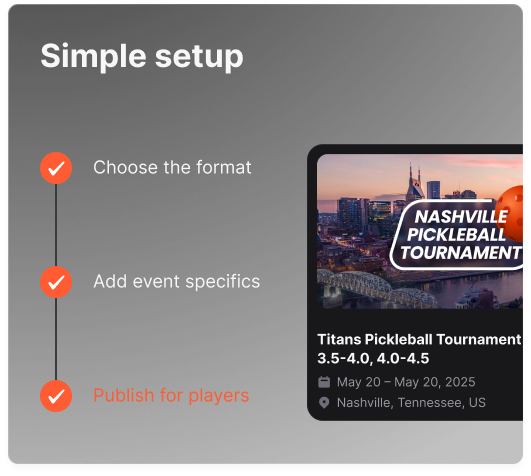 Simple setup
Choose the format
Add event specifics
Publish for players
NASHVILLE
PICKLEBALL
TOURNAMENT
Titans Pickleball Tournament
3.5-4.0, 4.0-4.5
May 20 – May 20, 2025
Nashville, Tennessee, US